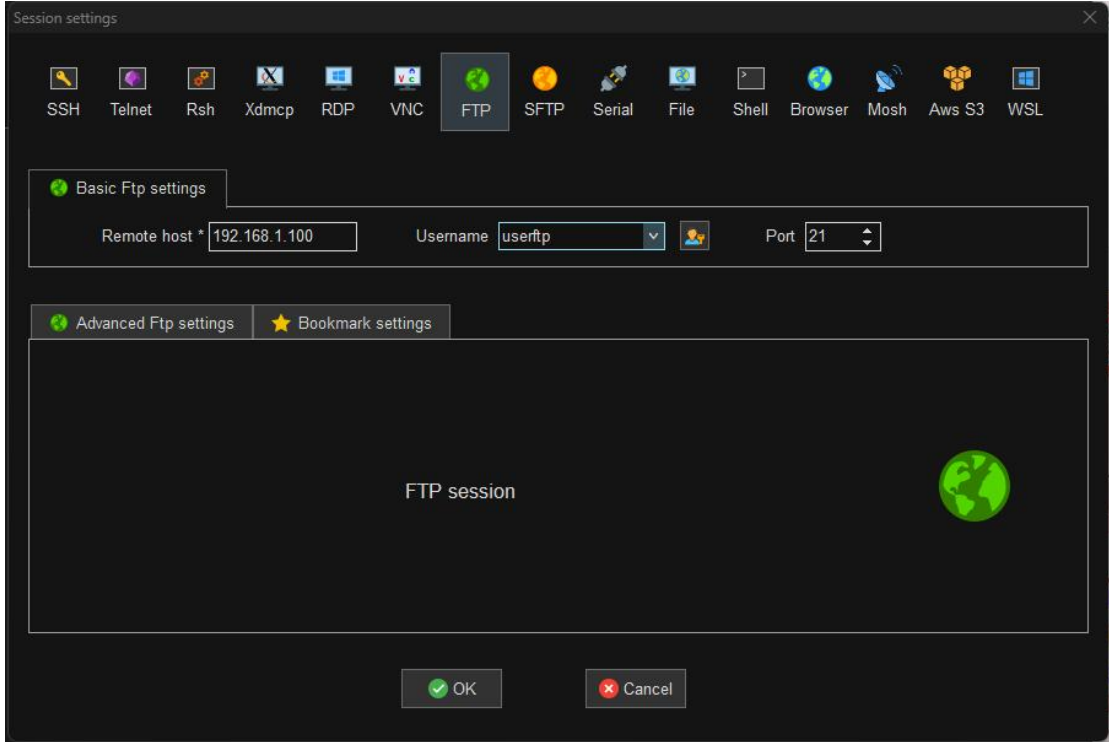 Session settings
SSH Telnet Rsh Xdmcp RDP VNC FTP SFTP Serial File Shell Browser Mosh Aws S3 WSL
Basic Ftp settings
Remote host * 192.168.1.100 Username userftp Port 21
Advanced Ftp settings Bookmark settings
FTP session
OK Cancel